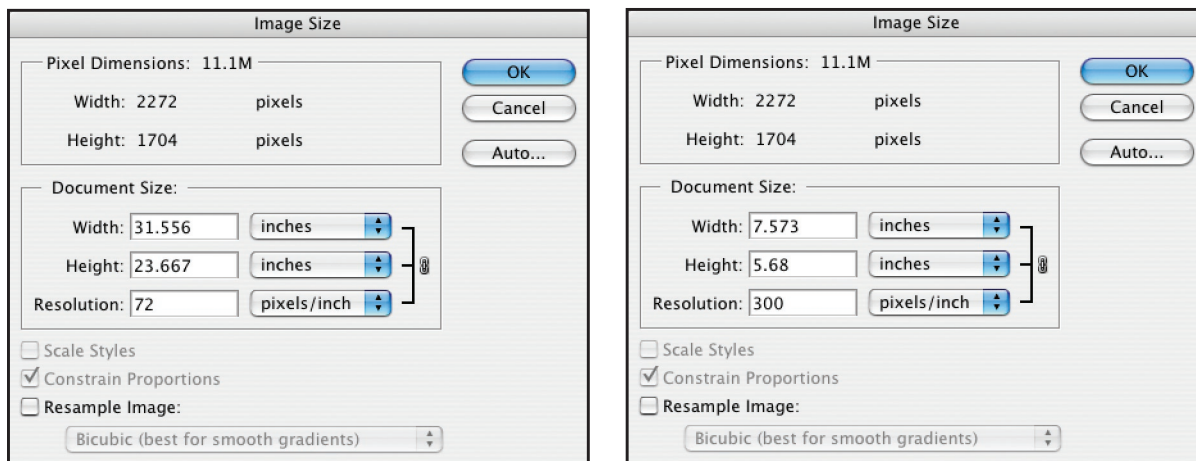 Image Size
Pixel Dimensions: 11.1M
OK
Width: 2272 pixels
Cancel
Height: 1704 pixels
Auto...
Document Size:
Width: 31.556 inches
Height: 23.667 inches
Resolution: 72 pixels/inch
Scale Styles
Constrain Proportions
Resample Image:
Bicubic (best for smooth gradients)
Image Size
Pixel Dimensions: 11.1M
OK
Width: 2272 pixels
Cancel
Height: 1704 pixels
Auto...
Document Size:
Width: 7.573 inches
Height: 5.68 inches
Resolution: 300 pixels/inch
Scale Styles
Constrain Proportions
Resample Image:
Bicubic (best for smooth gradients)